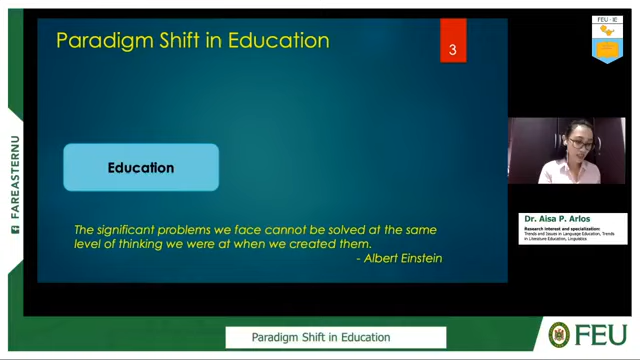 Paradigm Shift in Education
3
FEU - IE
Education
The significant problems we face cannot be solved at the same
level of thinking we were at when we created them.
- Albert Einstein
Dr. Aisa P. Arlos
Research interest and specialization:
Trends and Issues in Language Education, Trends
in Literature Education, Linguistics
FAREASTERNU
Paradigm Shift in Education
FEU